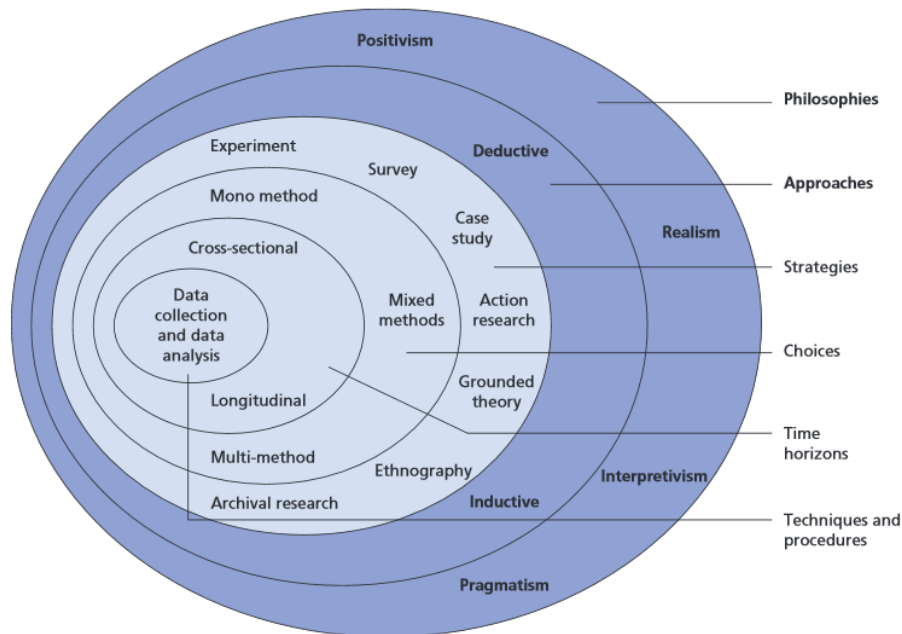 Positivism
Philosophies
Experiment
Deductive
Survey
Approaches
Mono method
Case
study
Realism
Cross-sectional
Strategies
Data
collection
and data
analysis
Mixed
methods
Action
research
Choices
Grounded
theory
Longitudinal
Time
horizons
Multi-method
Ethnography
Interpretivism
Archival research
Inductive
Techniques and
procedures
Pragmatism